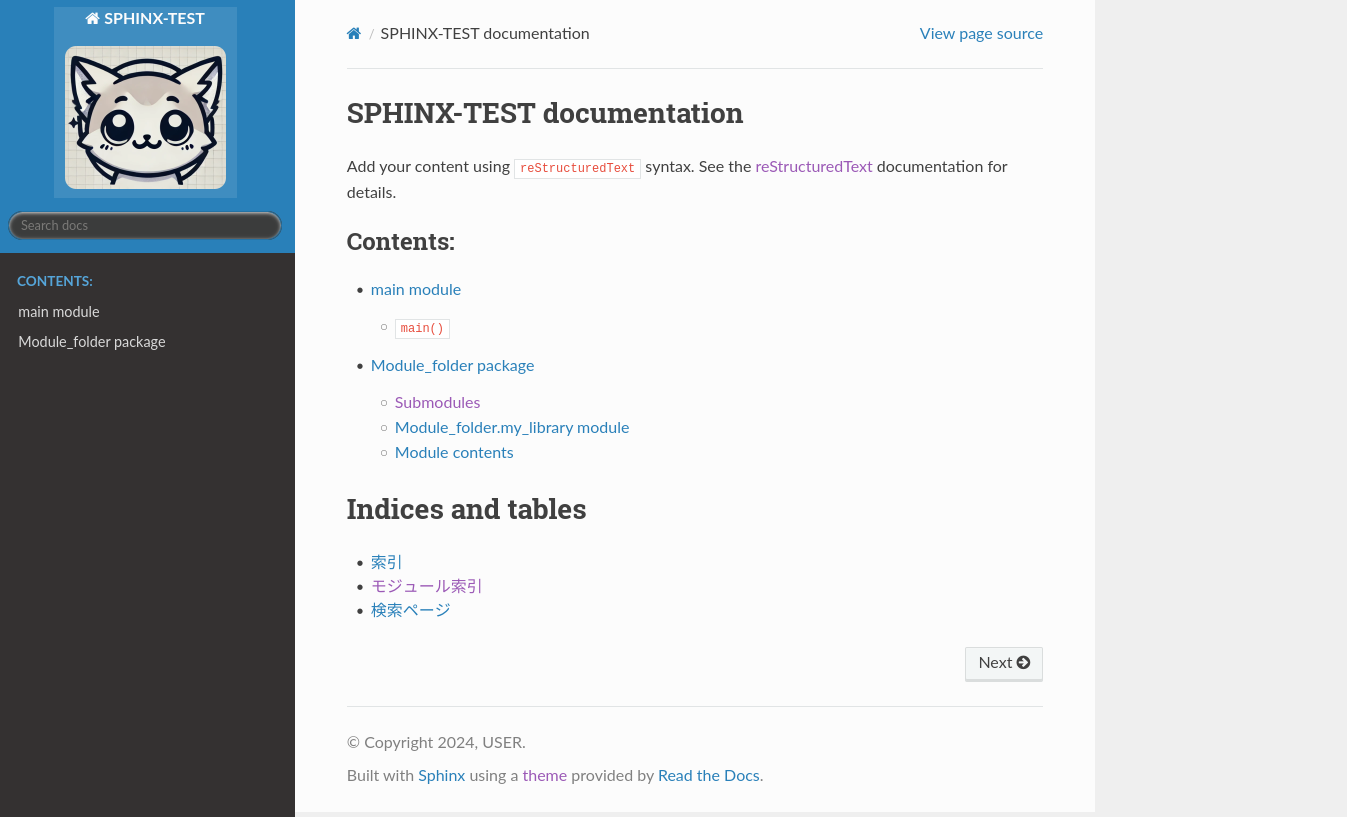 SPHINX-TEST
Search docs
CONTENTS:
main module
Module_folder package
/ SPHINX-TEST documentation
View page source
SPHINX-TEST documentation
Add your content using reStructuredText syntax. See the reStructuredText documentation for
details.
Contents:
• main module
○ main()
• Module_folder package
○ Submodules
○ Module_folder.my_library module
○ Module contents
Indices and tables
• 索引
• モジュール索引
• 検索ページ
Next
© Copyright 2024, USER.
Built with Sphinx using a theme provided by Read the Docs.